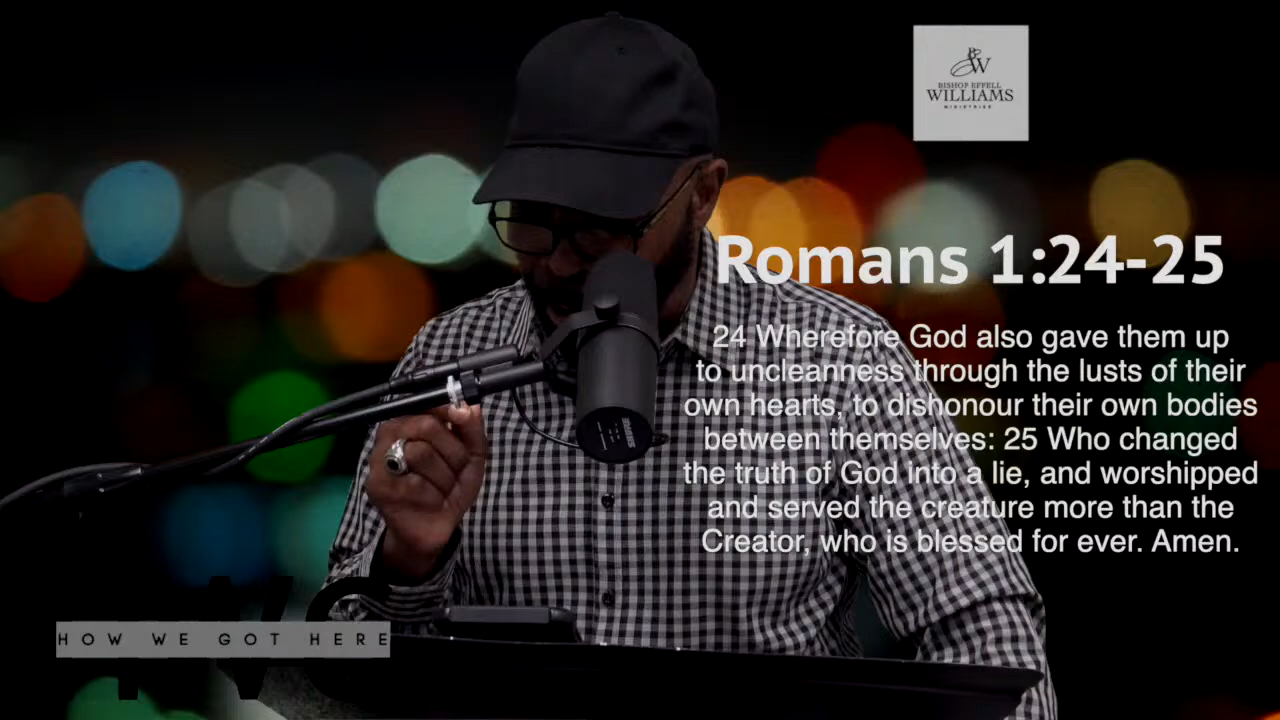 BW
BISHOP EFFELL
WILLIAMS
MINISTRIES
Romans 1:24-25
24 Wherefore God also gave them up
to uncleanness through the lusts of their
own hearts, to dishonour their own bodies
between themselves: 25 Who changed
the truth of God into a lie, and worshipped
and served the creature more than the
Creator, who is blessed for ever. Amen.
HOW WE GOT HERE